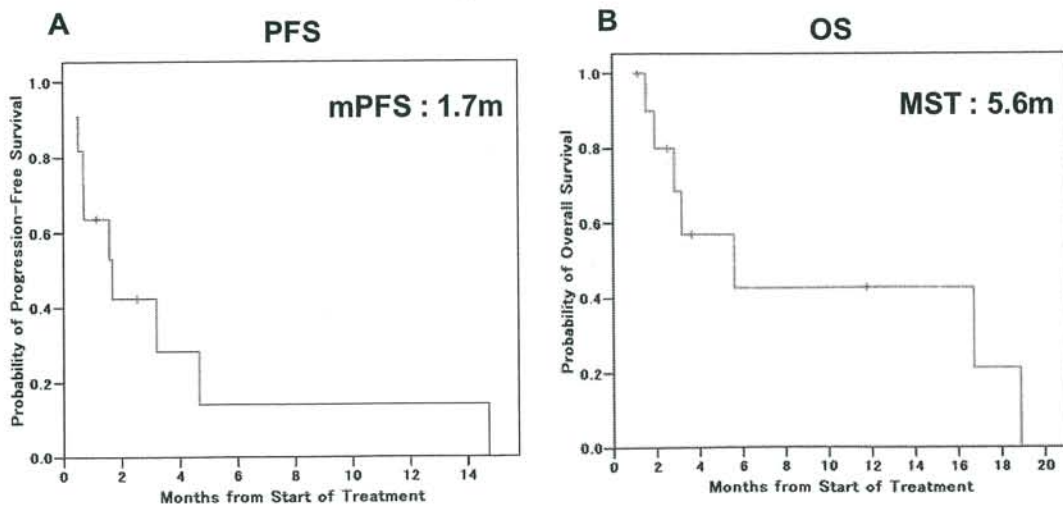 A
PFS
mPFS : 1.7m
Probability of Progression-Free Survival
1.0
0.8
0.6
0.4
0.2
0.0
0 2 4 6 8 10 12 14
Months from Start of Treatment
B
OS
MST : 5.6m
Probability of Overall Survival
1.0
0.8
0.6
0.4
0.2
0.0
0 2 4 6 8 10 12 14 16 18 20
Months from Start of Treatment